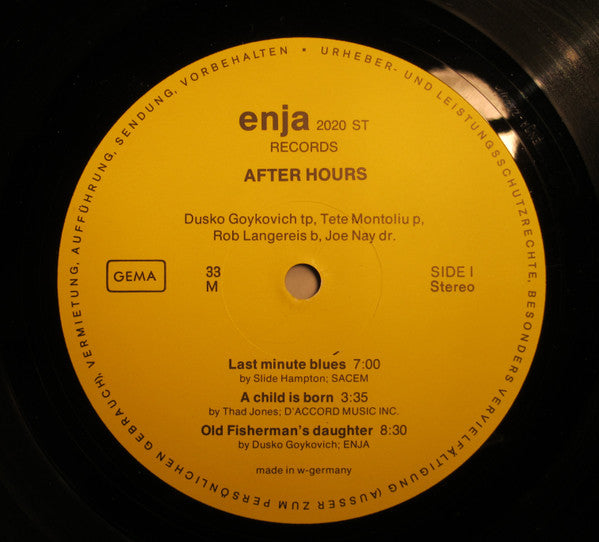 URHEBER- UND LEISTUNGSSCHUTZRECHTE, BESONDERS VERVIELFÄLTIGUNG (AUSSER ZUM PERSÖNLICHEN GEBRAUCH), VERMIETUNG, AUFFÜHRUNG, SENDUNG, VORBEHALTEN •
enja 2020 ST
RECORDS
AFTER HOURS
Dusko Goykovich tp, Tete Montoliu p,
Rob Langereis b, Joe Nay dr.
GEMA
33
M
SIDE I
Stereo
Last minute blues 7:00
by Slide Hampton; SACEM
A child is born 3:35
by Thad Jones; D'ACCORD MUSIC INC.
Old Fisherman's daughter 8:30
by Dusko Goykovich; ENJA
made in w-germany